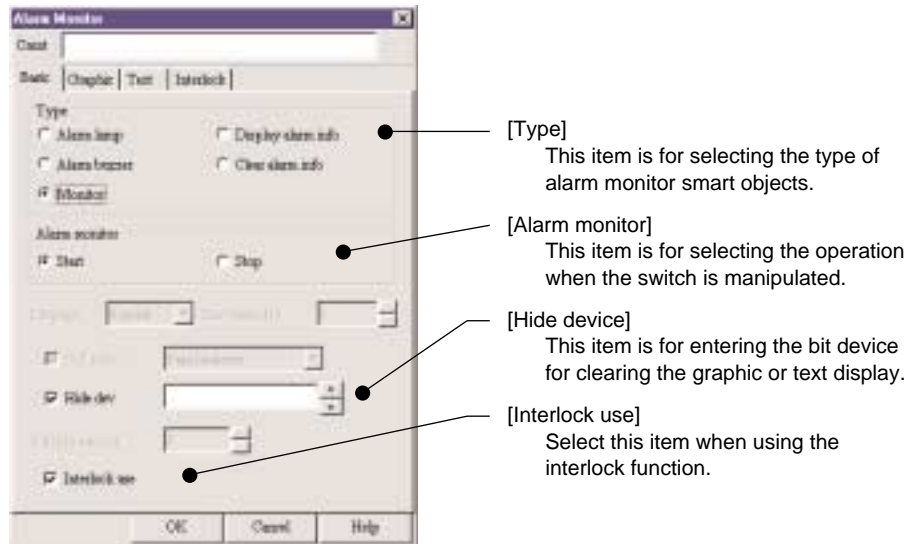 Alarm Monitor
Cmnt
Basic Graphic Text Interlock
Type
Alarm lamp Display alarm info
Alarm buzzer Clear alarm info
Monitor
Alarm monitor
Start Stop
Hide dev
Interlock use
OK Cancel Help
[Type]
This item is for selecting the type of
alarm monitor smart objects.
[Alarm monitor]
This item is for selecting the operation
when the switch is manipulated.
[Hide device]
This item is for entering the bit device
for clearing the graphic or text display.
[Interlock use]
Select this item when using the
interlock function.